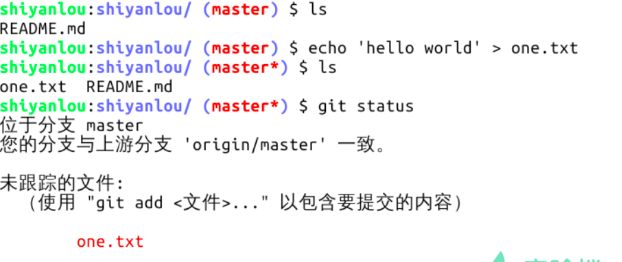 shiyanlou:shiyanlou/ (master) $ ls
README.md
shiyanlou:shiyanlou/ (master) $ echo 'hello world' > one.txt
shiyanlou:shiyanlou/ (master*) $ ls
one.txt  README.md
shiyanlou:shiyanlou/ (master*) $ git status
位于分支 master
您的分支与上游分支 'origin/master' 一致。
未跟踪的文件:
（使用 "git add <文件>..." 以包含要提交的内容）
one.txt